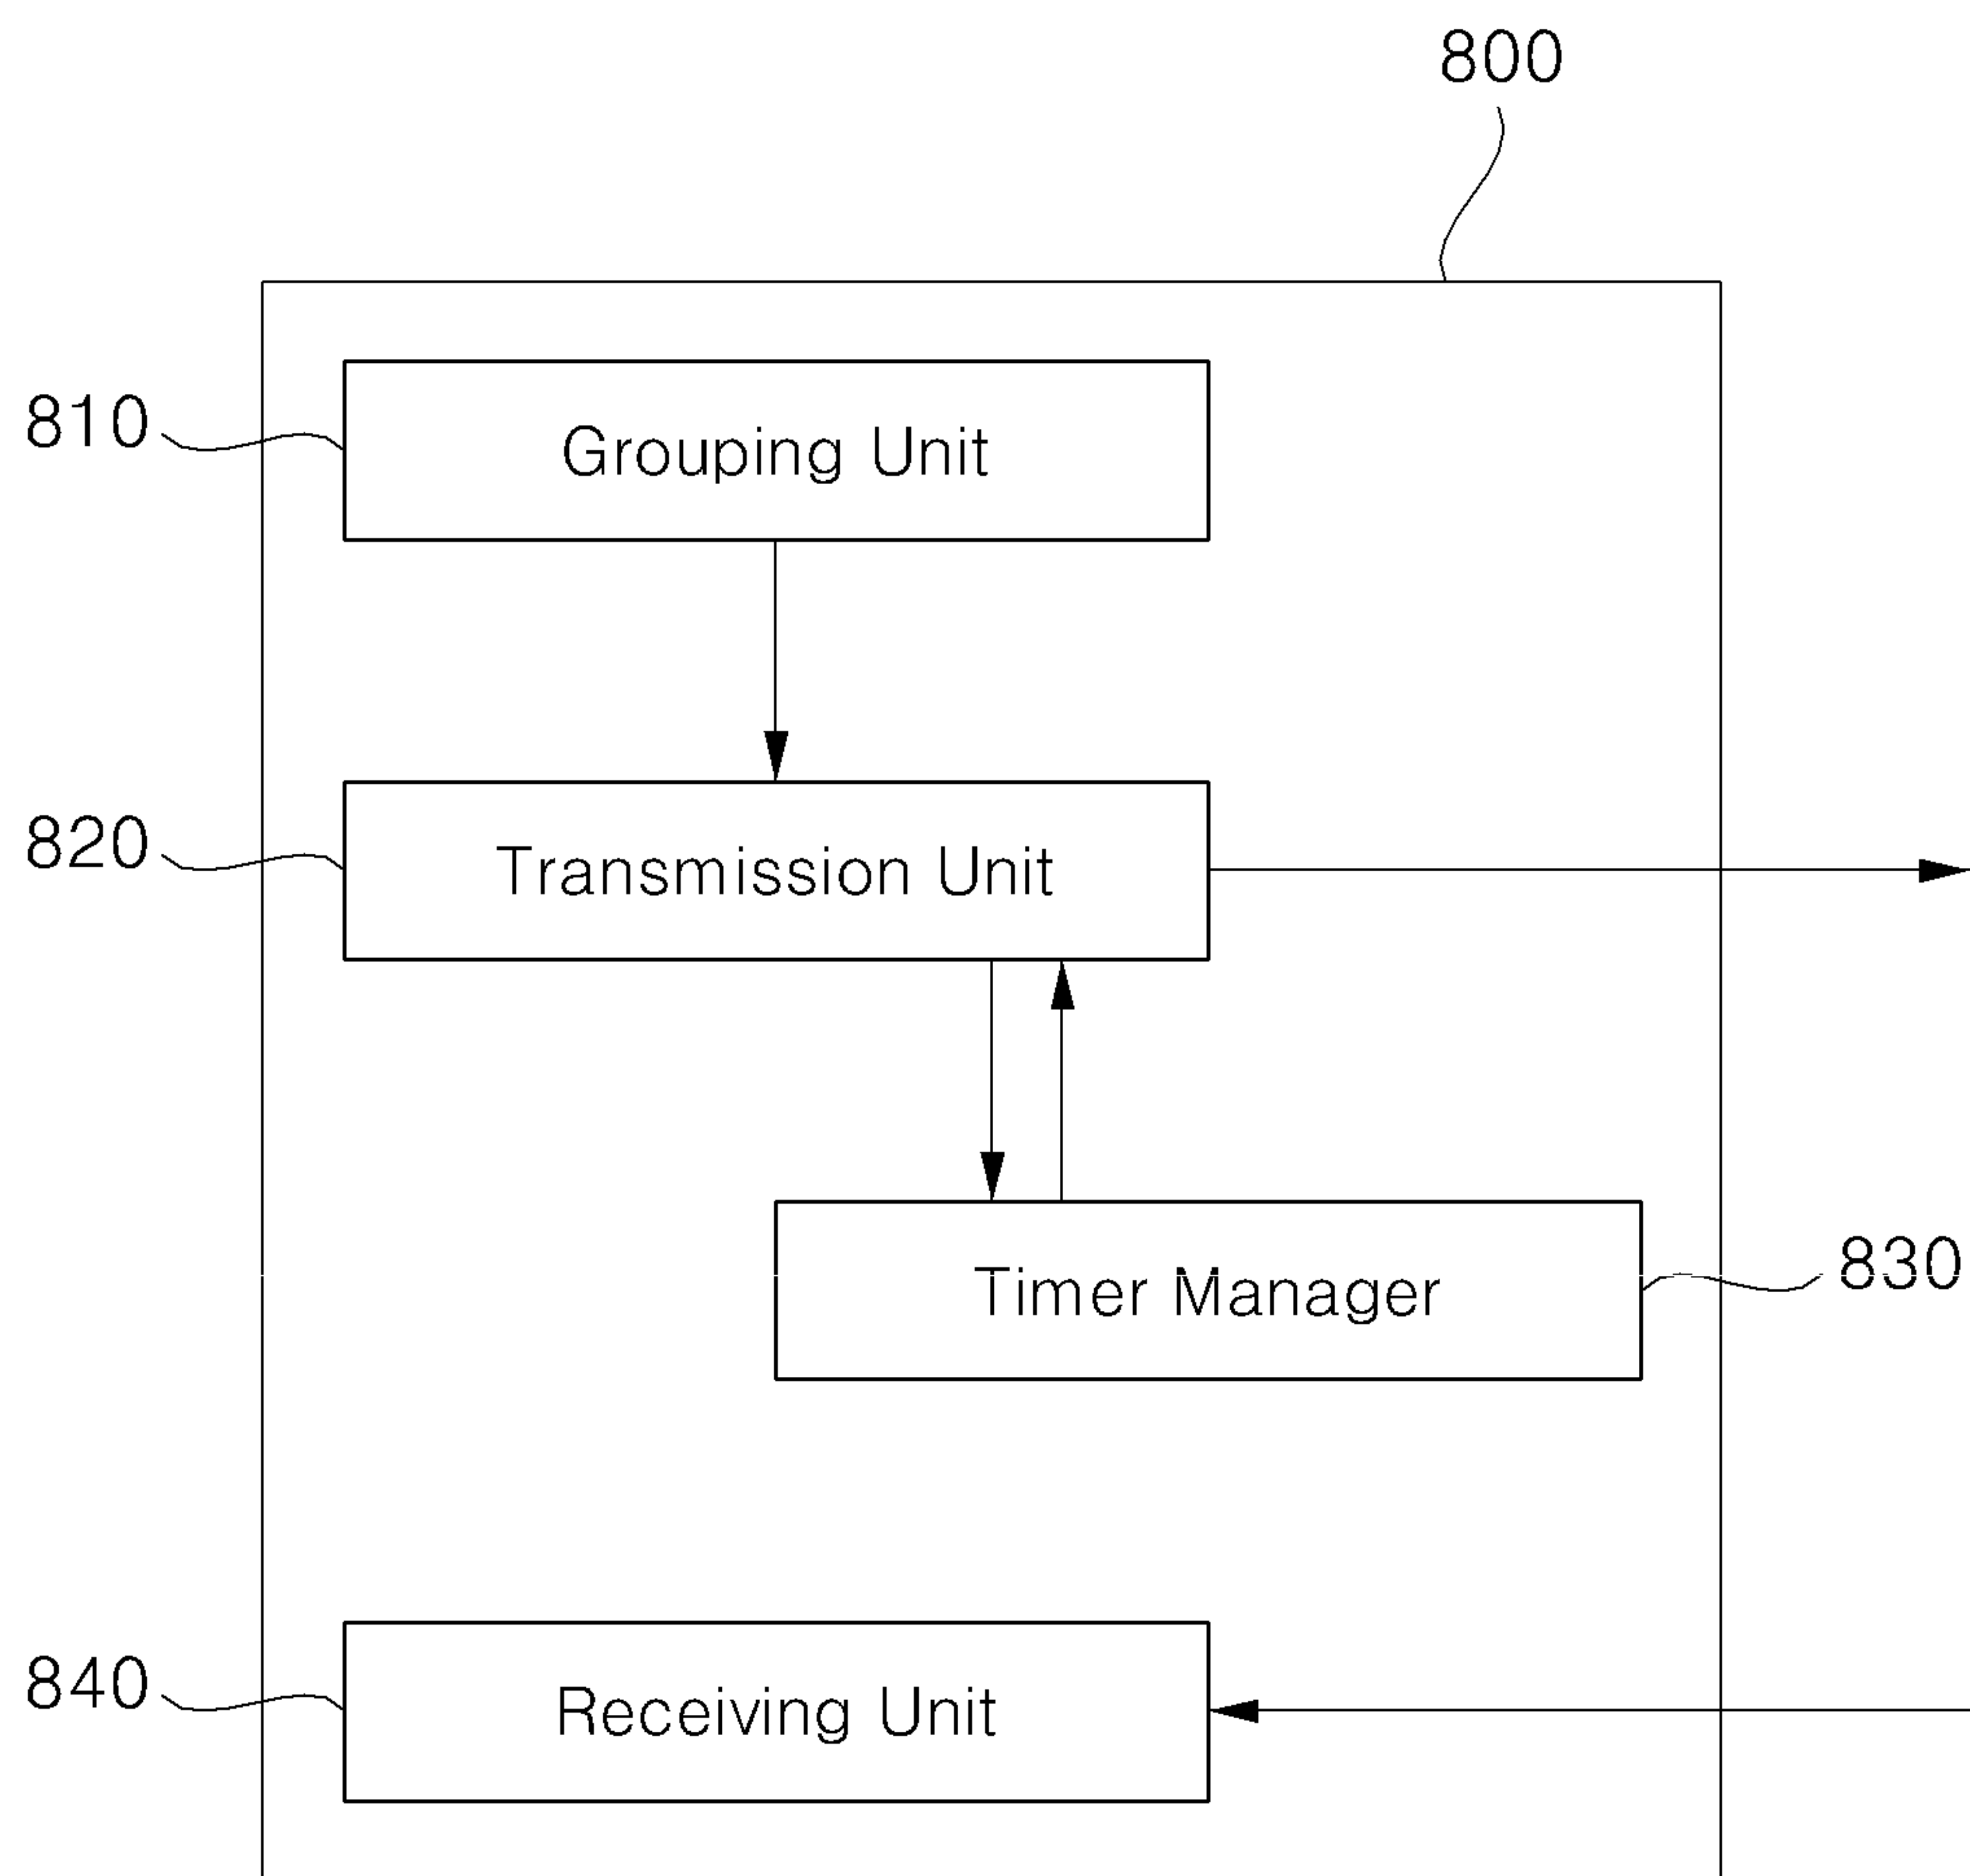 800
810
Grouping Unit
820
Transmission Unit
Timer Manager
830
840
Receiving Unit